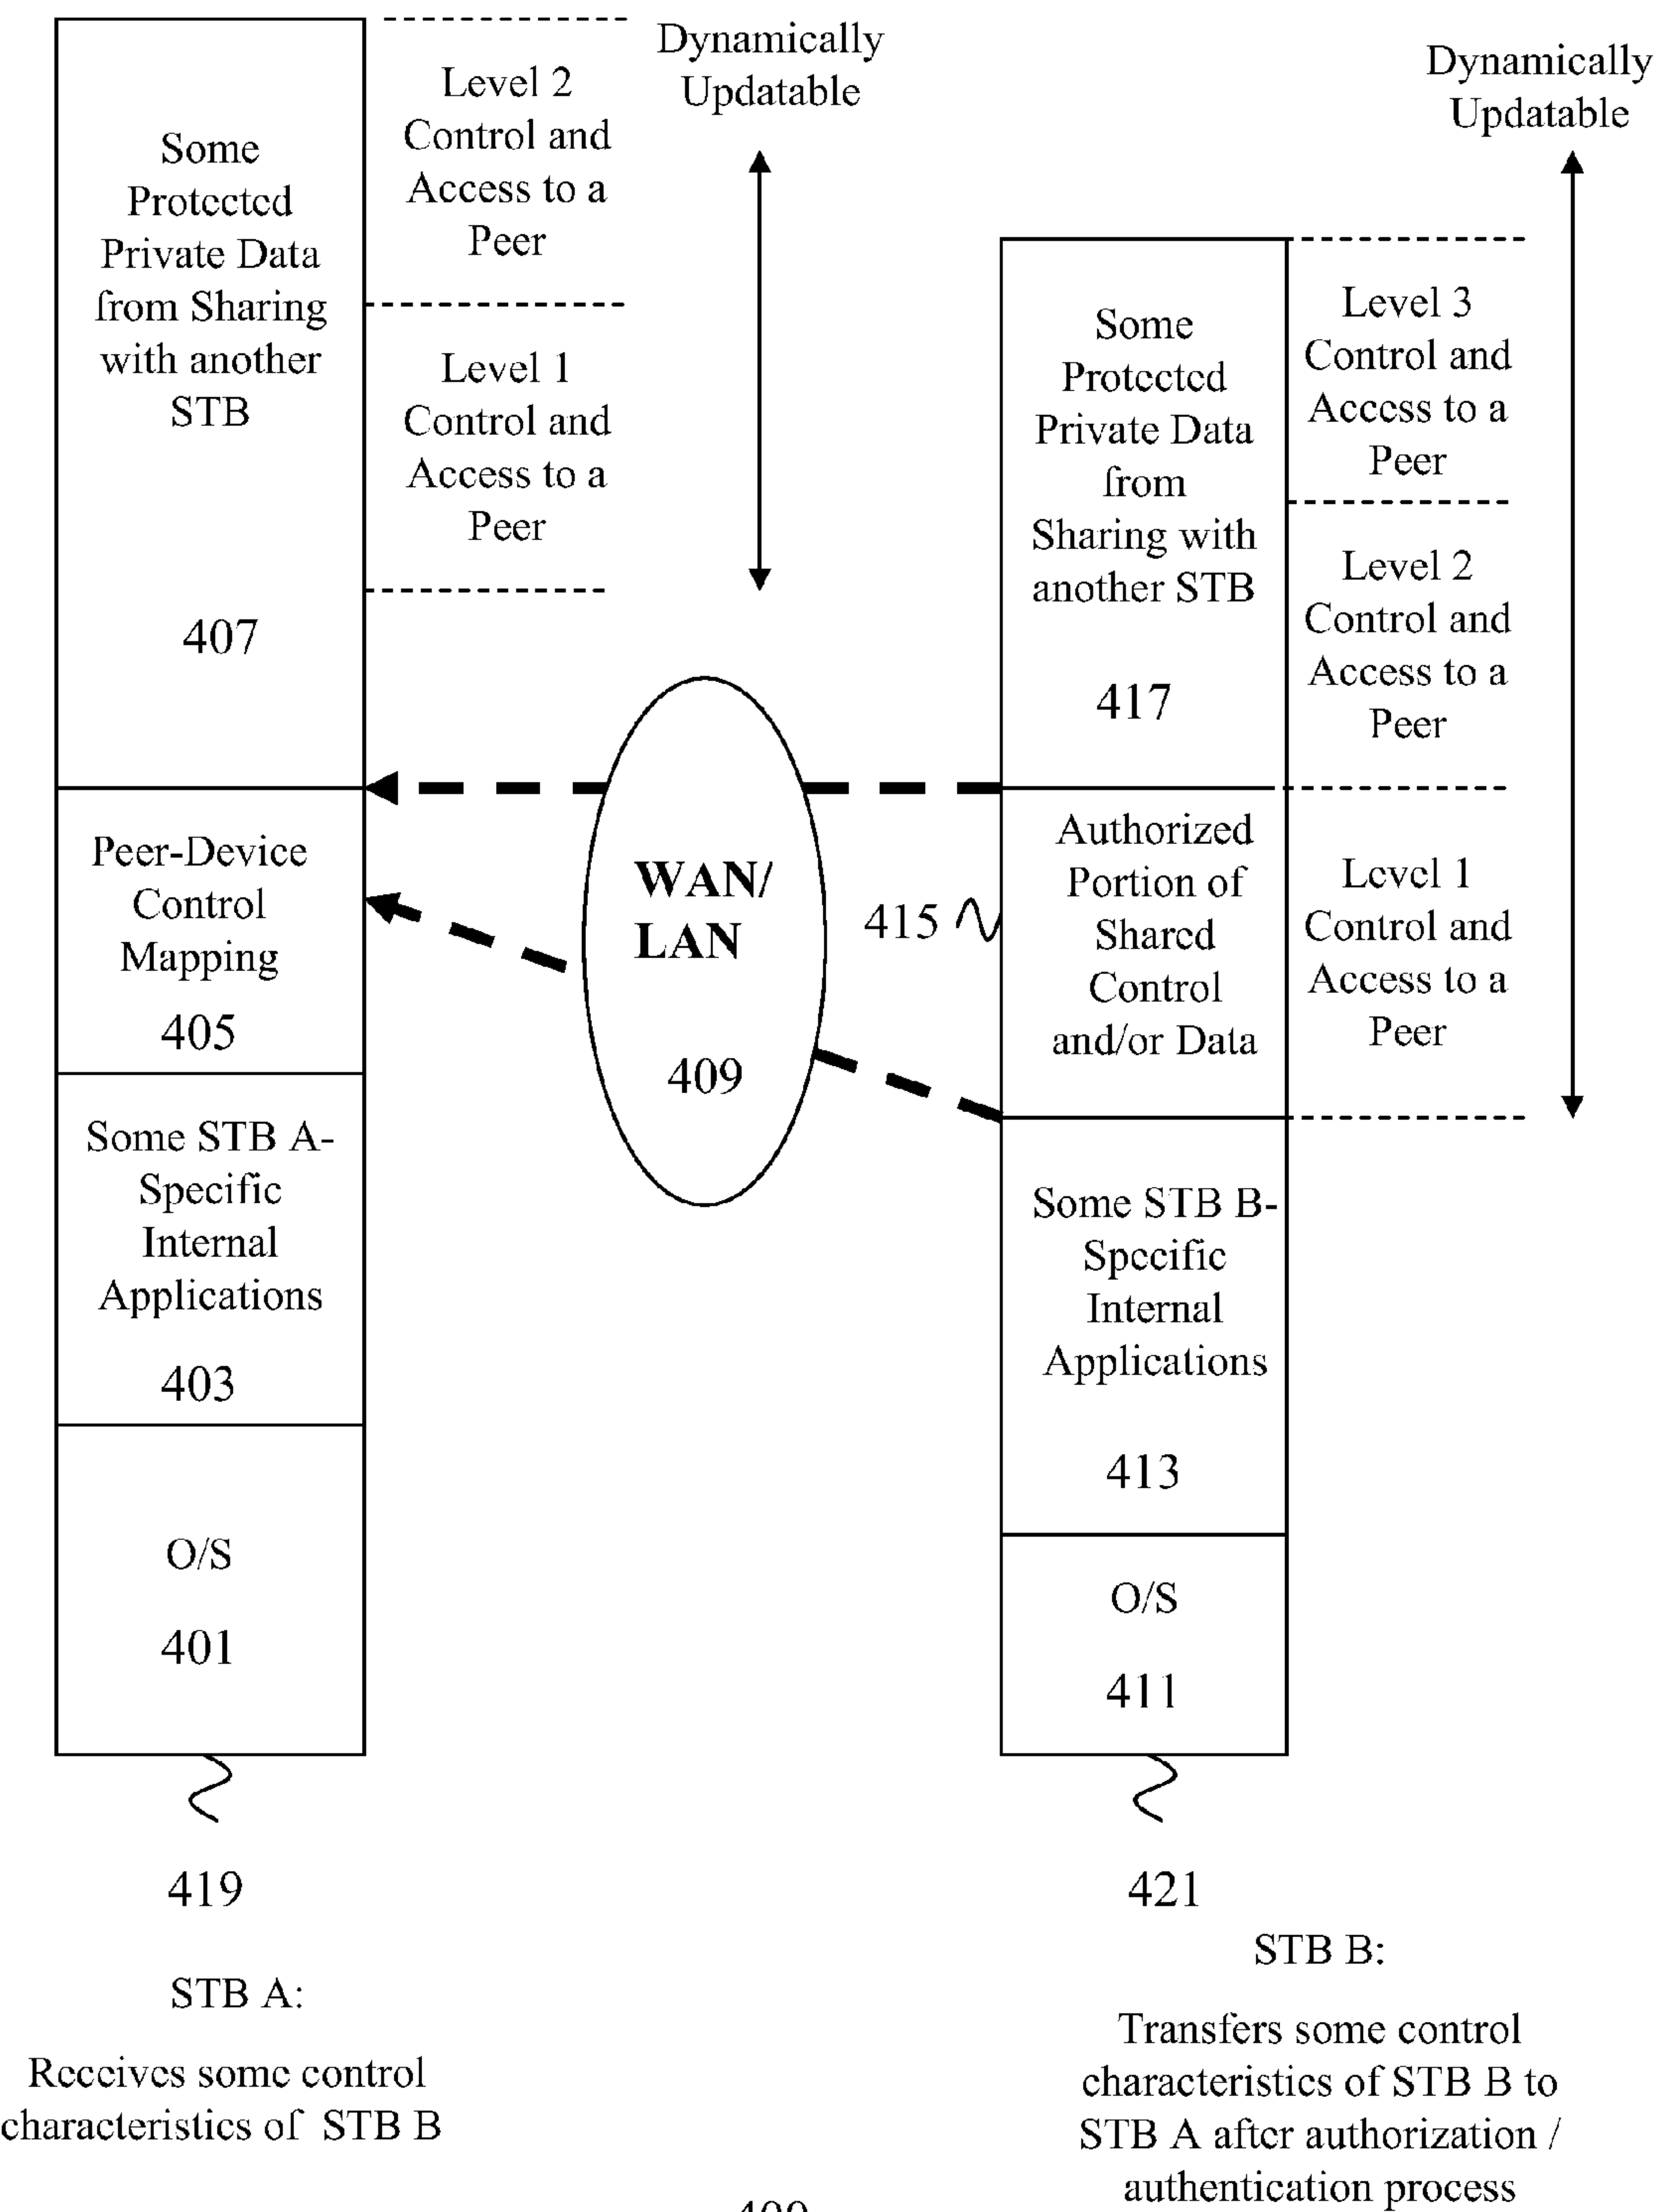 Dynamically
Updatable
Level 2
Control and
Access to a
Peer
Some
Protected
Private Data
from Sharing
with another
STB
407
Level 1
Control and
Access to a
Peer
Peer-Device
Control
Mapping
405
Some STB A-
Specific
Internal
Applications
403
O/S
401
419
STB A:
Receives some control
characteristics of STB B
WAN/
LAN
409
Dynamically
Updatable
Some
Protected
Private Data
from
Sharing with
another STB
417
Level 3
Control and
Access to a
Peer
Level 2
Control and
Access to a
Peer
415
Authorized
Portion of
Shared
Control
and/or Data
Level 1
Control and
Access to a
Peer
Some STB B-
Specific
Internal
Applications
413
O/S
411
421
STB B:
Transfers some control
characteristics of STB B to
STB A after authorization /
authentication process